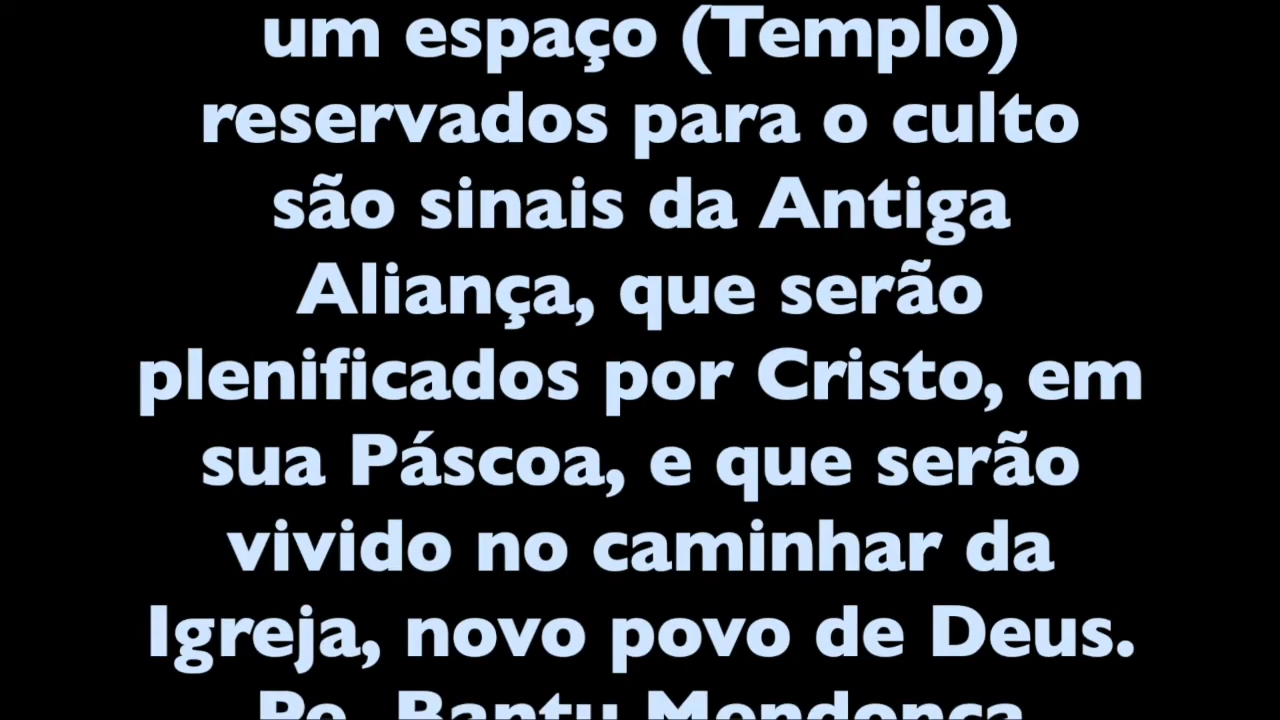 um espaço (Templo)
reservados para o culto
são sinais da Antiga
Aliança, que serão
plenificados por Cristo, em
sua Páscoa, e que serão
vivido no caminhar da
Igreja, novo povo de Deus.
Pe. Bantu Mendonça